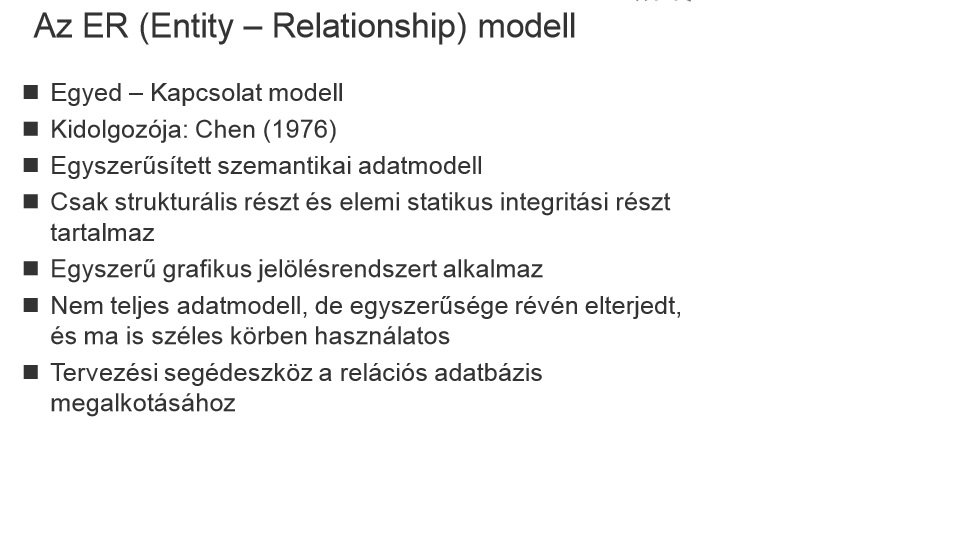 Az ER (Entity – Relationship) modell
Egyed – Kapcsolat modell
Kidolgozója: Chen (1976)
Egyszerűsített szemantikai adatmodell
Csak strukturális részt és elemi statikus integritási részt
tartalmaz
Egyszerű grafikus jelölésrendszert alkalmaz
Nem teljes adatmodell, de egyszerűsége révén elterjedt,
és ma is széles körben használatos
Tervezési segédeszköz a relációs adatbázis
megalkotásához